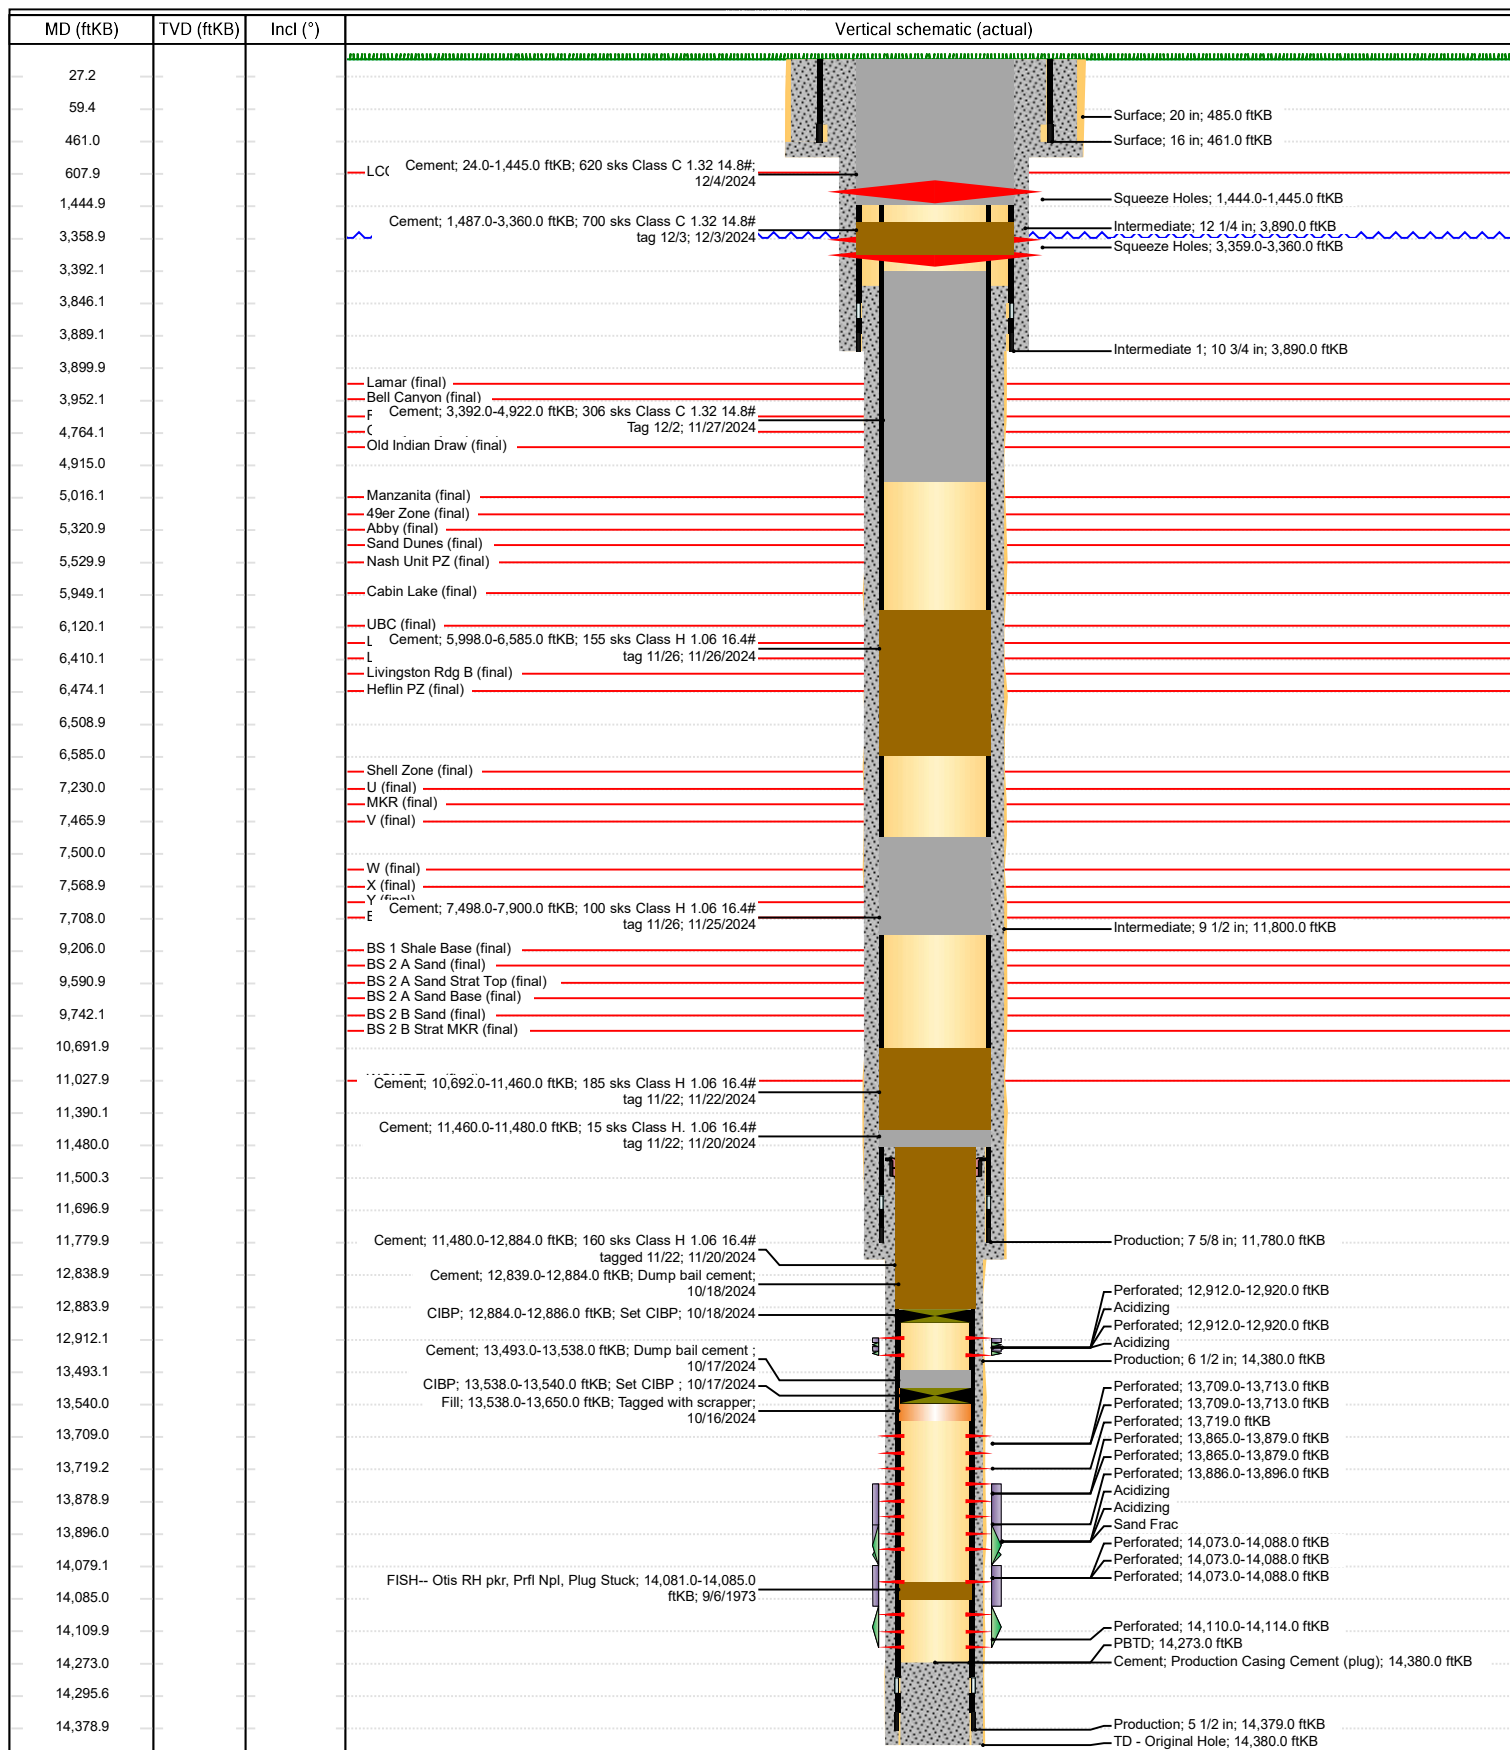 MD (ftKB)
TVD (ftKB)
Incl (°)
Vertical schematic (actual)
27.2
59.4
461.0
607.9
1,444.9
3,358.9
3,392.1
3,846.1
3,889.1
3,899.9
3,952.1
4,764.1
4,915.0
5,016.1
5,320.9
5,529.9
5,949.1
6,120.1
6,410.1
6,474.1
6,508.9
6,585.0
7,230.0
7,465.9
7,500.0
7,568.9
7,708.0
9,206.0
9,590.9
9,742.1
10,691.9
11,027.9
11,390.1
11,480.0
11,500.3
11,696.9
11,779.9
12,838.9
12,883.9
12,912.1
13,493.1
13,540.0
13,709.0
13,719.2
13,878.9
13,896.0
14,079.1
14,085.0
14,109.9
14,273.0
14,295.6
14,378.9
Cement; 24.0-1,445.0 ftKB; 620 sks Class C 1.32 14.8#;
12/4/2024
Cement; 1,487.0-3,360.0 ftKB; 700 sks Class C 1.32 14.8#
tag 12/3; 12/3/2024
Lamar (final)
Bell Canyon (final)
Cement; 3,392.0-4,922.0 ftKB; 306 sks Class C 1.32 14.8#
Tag 12/2; 11/27/2024
Old Indian Draw (final)
Manzanita (final)
49er Zone (final)
Abby (final)
Sand Dunes (final)
Nash Unit PZ (final)
Cabin Lake (final)
UBC (final)
Cement; 5,998.0-6,585.0 ftKB; 155 sks Class H 1.06 16.4#
tag 11/26; 11/26/2024
Livingston Rdg B (final)
Heflin PZ (final)
Shell Zone (final)
U (final)
MKR (final)
V (final)
W (final)
X (final)
Y (final)
Cement; 7,498.0-7,900.0 ftKB; 100 sks Class H 1.06 16.4#
tag 11/26; 11/25/2024
BS 1 Shale Base (final)
BS 2 A Sand (final)
BS 2 A Sand Strat Top (final)
BS 2 A Sand Base (final)
BS 2 B Sand (final)
BS 2 B Strat MKR (final)
Cement; 10,692.0-11,460.0 ftKB; 185 sks Class H 1.06 16.4#
tag 11/22; 11/22/2024
Cement; 11,460.0-11,480.0 ftKB; 15 sks Class H. 1.06 16.4#
tag 11/22; 11/20/2024
Cement; 11,480.0-12,884.0 ftKB; 160 sks Class H 1.06 16.4#
tagged 11/22; 11/20/2024
Cement; 12,839.0-12,884.0 ftKB; Dump bail cement;
10/18/2024
CIBP; 12,884.0-12,886.0 ftKB; Set CIBP; 10/18/2024
Cement; 13,493.0-13,538.0 ftKB; Dump bail cement ;
10/17/2024
CIBP; 13,538.0-13,540.0 ftKB; Set CIBP ; 10/17/2024
Fill; 13,538.0-13,650.0 ftKB; Tagged with scrapper;
10/16/2024
FISH-- Otis RH pkr, Prfl Npl, Plug Stuck; 14,081.0-14,085.0
ftKB; 9/6/1973
Surface; 20 in; 485.0 ftKB
Surface; 16 in; 461.0 ftKB
Squeeze Holes; 1,444.0-1,445.0 ftKB
Intermediate; 12 1/4 in; 3,890.0 ftKB
Squeeze Holes; 3,359.0-3,360.0 ftKB
Intermediate 1; 10 3/4 in; 3,890.0 ftKB
Intermediate; 9 1/2 in; 11,800.0 ftKB
Production; 7 5/8 in; 11,780.0 ftKB
Perforated; 12,912.0-12,920.0 ftKB
Acidizing
Perforated; 12,912.0-12,920.0 ftKB
Acidizing
Production; 6 1/2 in; 14,380.0 ftKB
Perforated; 13,709.0-13,713.0 ftKB
Perforated; 13,709.0-13,713.0 ftKB
Perforated; 13,719.0 ftKB
Perforated; 13,865.0-13,879.0 ftKB
Perforated; 13,865.0-13,879.0 ftKB
Perforated; 13,886.0-13,896.0 ftKB
Acidizing
Acidizing
Sand Frac
Perforated; 14,073.0-14,088.0 ftKB
Perforated; 14,073.0-14,088.0 ftKB
Perforated; 14,073.0-14,088.0 ftKB
Perforated; 14,110.0-14,114.0 ftKB
PBTD; 14,273.0 ftKB
Cement; Production Casing Cement (plug); 14,380.0 ftKB
Production; 5 1/2 in; 14,379.0 ftKB
TD - Original Hole; 14,380.0 ftKB